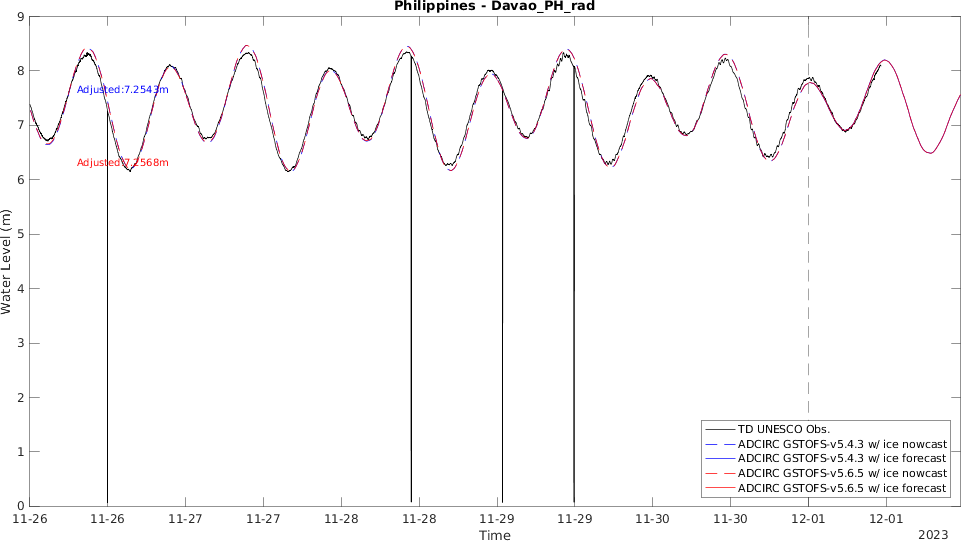 Philippines - Davao_PH_rad
9
8
7
6
5
4
3
2
1
0
Water Level (m)
Adjusted:7.2543m
Adjusted:7.2568m
TD UNESCO Obs.
ADCIRC GSTOFS-v5.4.3 w/ ice nowcast
ADCIRC GSTOFS-v5.4.3 w/ ice forecast
ADCIRC GSTOFS-v5.6.5 w/ ice nowcast
ADCIRC GSTOFS-v5.6.5 w/ ice forecast
11-26 11-26 11-27 11-27 11-28 11-28 11-29 11-29 11-30 11-30 12-01 12-01
Time
2023